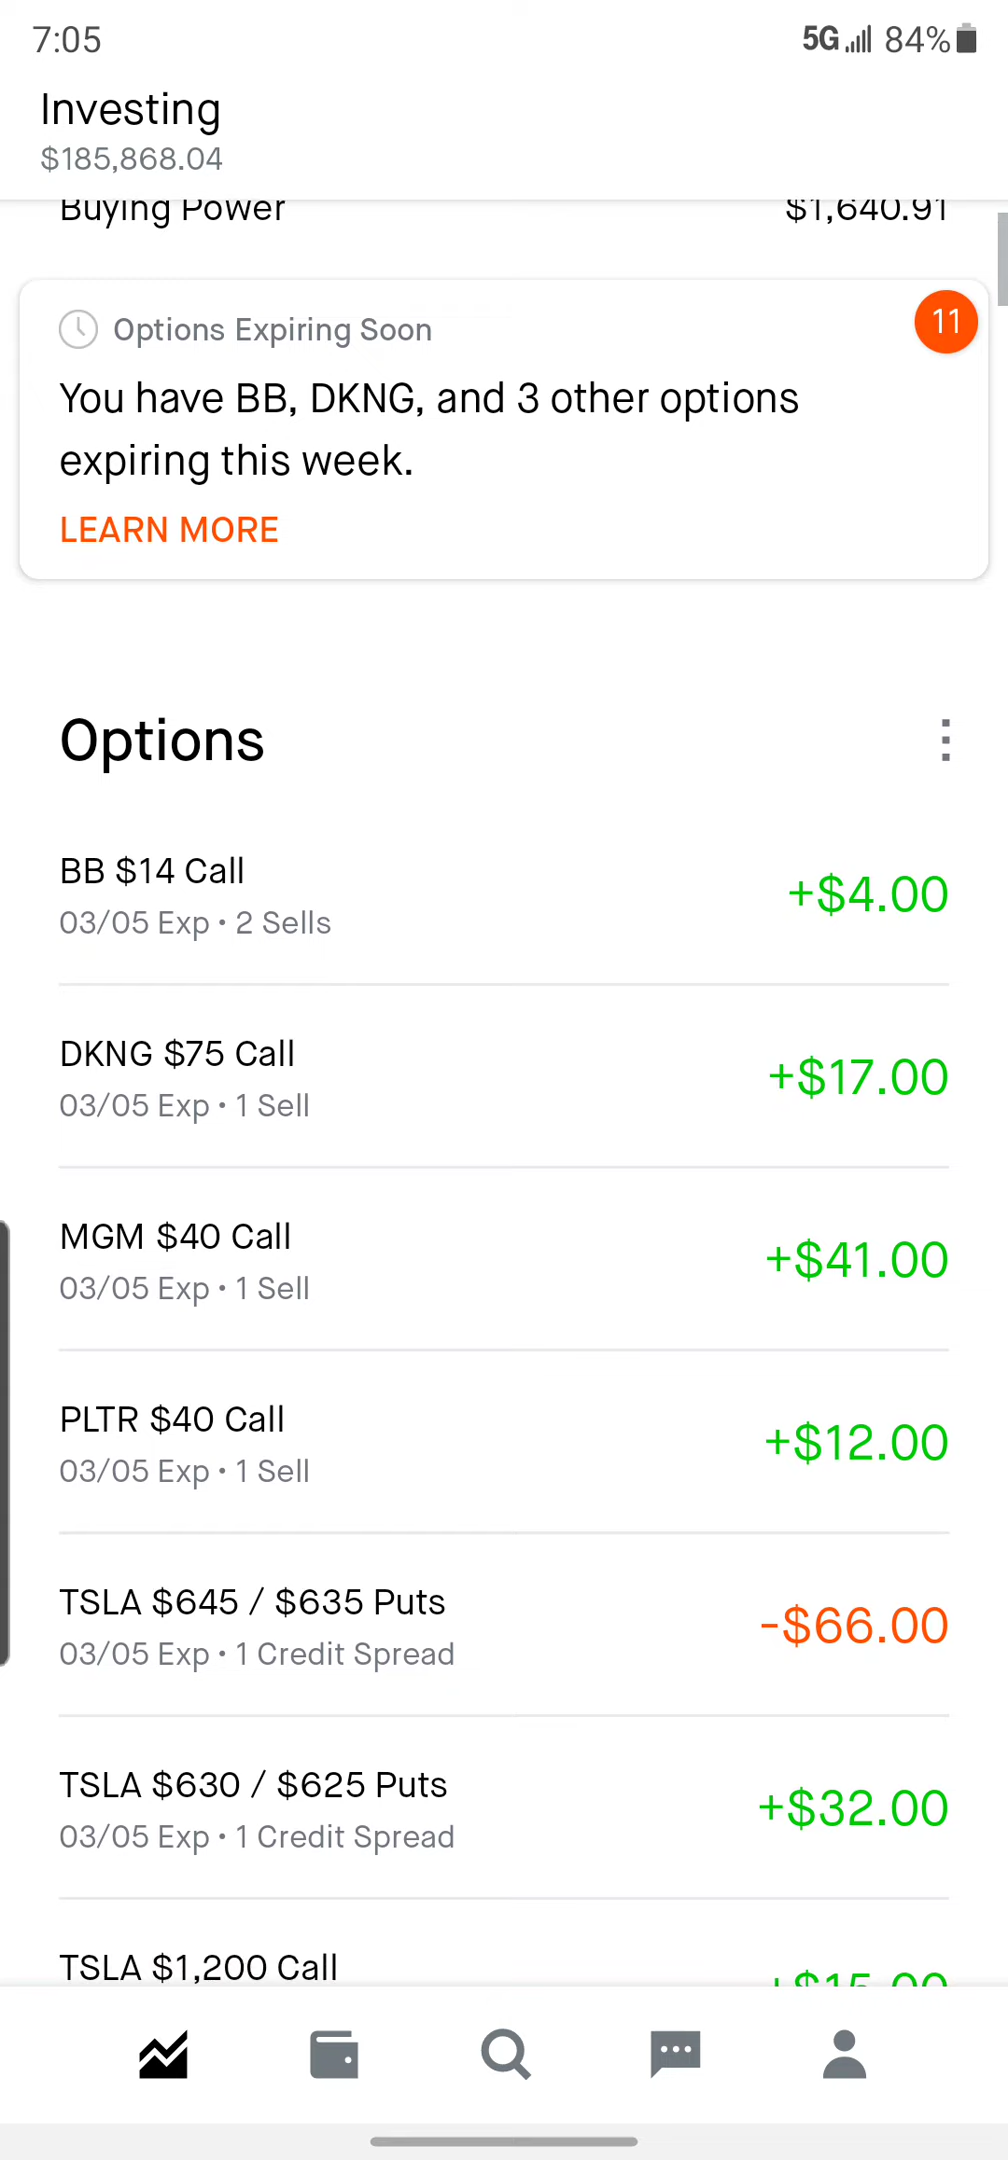 7:05
5G 84%
Investing
$185,868.04
Buying Power
$1,640.91
Options Expiring Soon
11
You have BB, DKNG, and 3 other options
expiring this week.
LEARN MORE
Options
BB $14 Call
03/05 Exp • 2 Sells
+$4.00
DKNG $75 Call
03/05 Exp • 1 Sell
+$17.00
MGM $40 Call
03/05 Exp • 1 Sell
+$41.00
PLTR $40 Call
03/05 Exp • 1 Sell
+$12.00
TSLA $645 / $635 Puts
03/05 Exp • 1 Credit Spread
-$66.00
TSLA $630 / $625 Puts
03/05 Exp • 1 Credit Spread
+$32.00
TSLA $1,200 Call
+$15.00